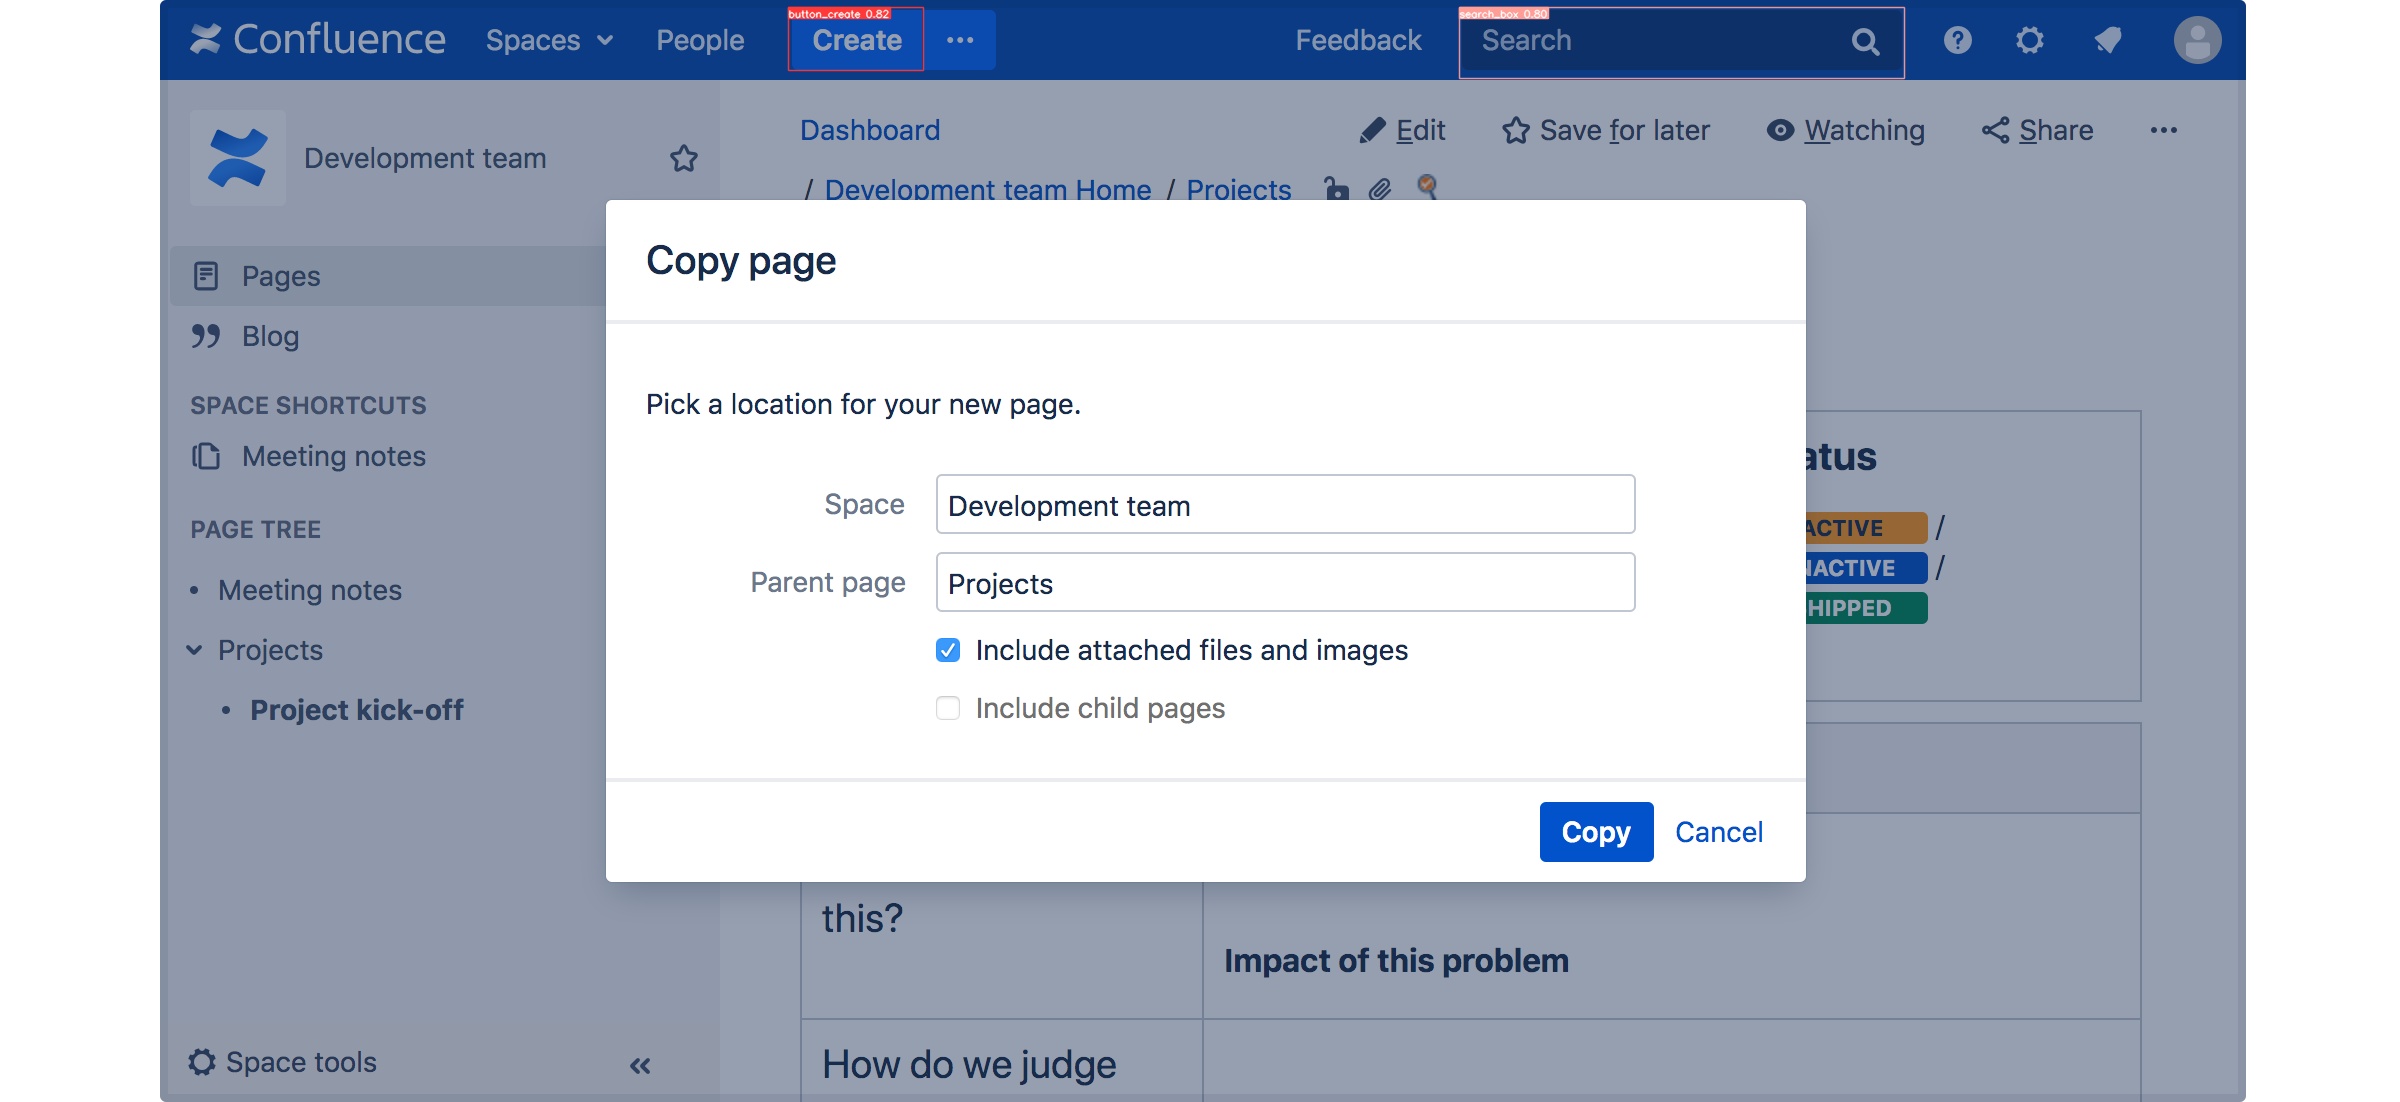 button_create 0.82
search_box 0.80
Confluence Spaces People Create ••• Feedback Search
Development team
Pages
Blog
SPACE SHORTCUTS
Meeting notes
PAGE TREE
• Meeting notes
Projects
• Project kick-off
Space tools «
Dashboard
Edit Save for later Watching Share •••
/ Development team Home / Projects
Copy page
Pick a location for your new page.
Space Development team
Parent page Projects
Include attached files and images
Include child pages
Copy Cancel
atus
ACTIVE /
NACTIVE /
HIPPED
this?
Impact of this problem
How do we judge